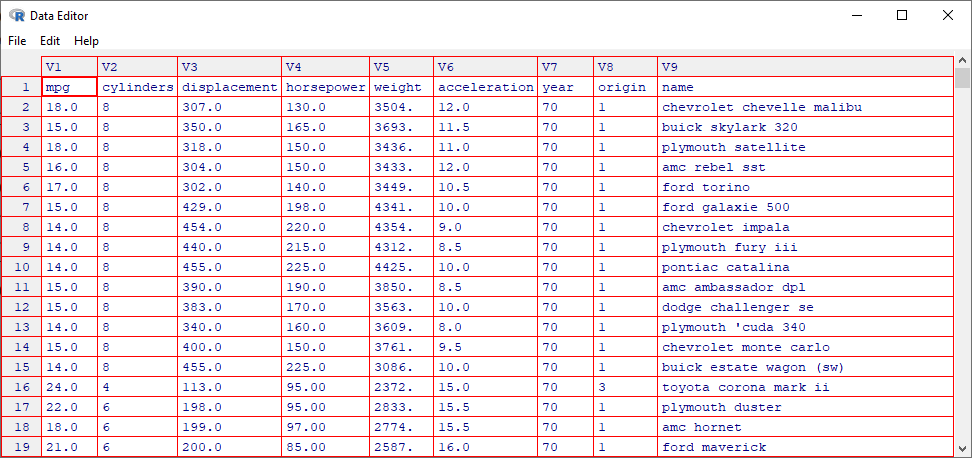 Data Editor
File Edit Help
V1 V2 V3 V4 V5 V6 V7 V8 V9
1 mpg cylinders displacement horsepower weight acceleration year origin name
2 18.0 8 307.0 130.0 3504. 12.0 70 1 chevrolet chevelle malibu
3 15.0 8 350.0 165.0 3693. 11.5 70 1 buick skylark 320
4 18.0 8 318.0 150.0 3436. 11.0 70 1 plymouth satellite
5 16.0 8 304.0 150.0 3433. 12.0 70 1 amc rebel sst
6 17.0 8 302.0 140.0 3449. 10.5 70 1 ford torino
7 15.0 8 429.0 198.0 4341. 10.0 70 1 ford galaxie 500
8 14.0 8 454.0 220.0 4354. 9.0 70 1 chevrolet impala
9 14.0 8 440.0 215.0 4312. 8.5 70 1 plymouth fury iii
10 14.0 8 455.0 225.0 4425. 10.0 70 1 pontiac catalina
11 15.0 8 390.0 190.0 3850. 8.5 70 1 amc ambassador dpl
12 15.0 8 383.0 170.0 3563. 10.0 70 1 dodge challenger se
13 14.0 8 340.0 160.0 3609. 8.0 70 1 plymouth 'cuda 340
14 15.0 8 400.0 150.0 3761. 9.5 70 1 chevrolet monte carlo
15 14.0 8 455.0 225.0 3086. 10.0 70 1 buick estate wagon (sw)
16 24.0 4 113.0 95.00 2372. 15.0 70 3 toyota corona mark ii
17 22.0 6 198.0 95.00 2833. 15.5 70 1 plymouth duster
18 18.0 6 199.0 97.00 2774. 15.5 70 1 amc hornet
19 21.0 6 200.0 85.00 2587. 16.0 70 1 ford maverick